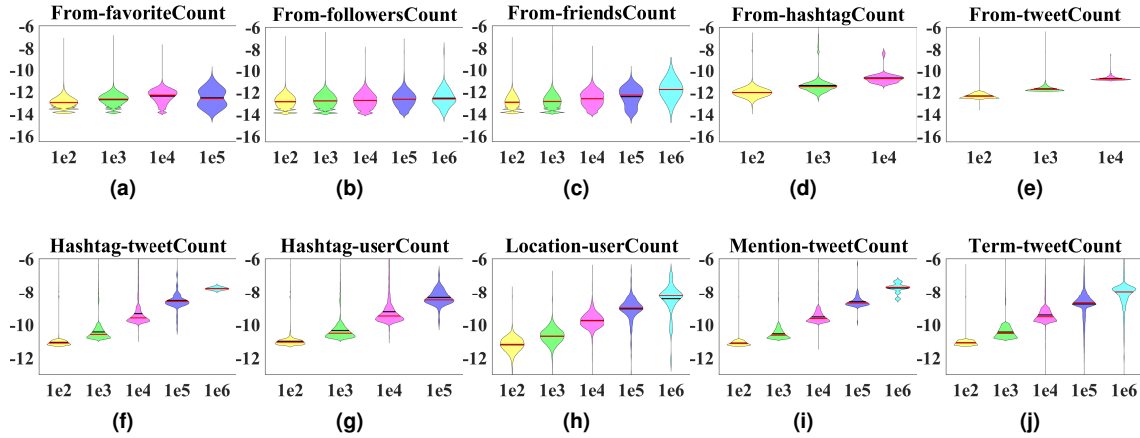 From-favoriteCount
-6
-8
-10
-12
-14
-16
1e2 1e3 1e4 1e5
(a)
From-followersCount
-6
-8
-10
-12
-14
-16
1e2 1e3 1e4 1e5 1e6
(b)
From-friendsCount
-6
-8
-10
-12
-14
-16
1e2 1e3 1e4 1e5 1e6
(c)
From-hashtagCount
-6
-8
-10
-12
-14
-16
1e2 1e3 1e4
(d)
From-tweetCount
-6
-8
-10
-12
-14
-16
1e2 1e3 1e4
(e)
Hashtag-tweetCount
-6
-8
-10
-12
1e2 1e3 1e4 1e5 1e6
(f)
Hashtag-userCount
-6
-8
-10
-12
1e2 1e3 1e4 1e5
(g)
Location-userCount
-6
-8
-10
-12
1e2 1e3 1e4 1e5 1e6
(h)
Mention-tweetCount
-6
-8
-10
-12
1e2 1e3 1e4 1e5 1e6
(i)
Term-tweetCount
-6
-8
-10
-12
1e2 1e3 1e4 1e5 1e6
(j)